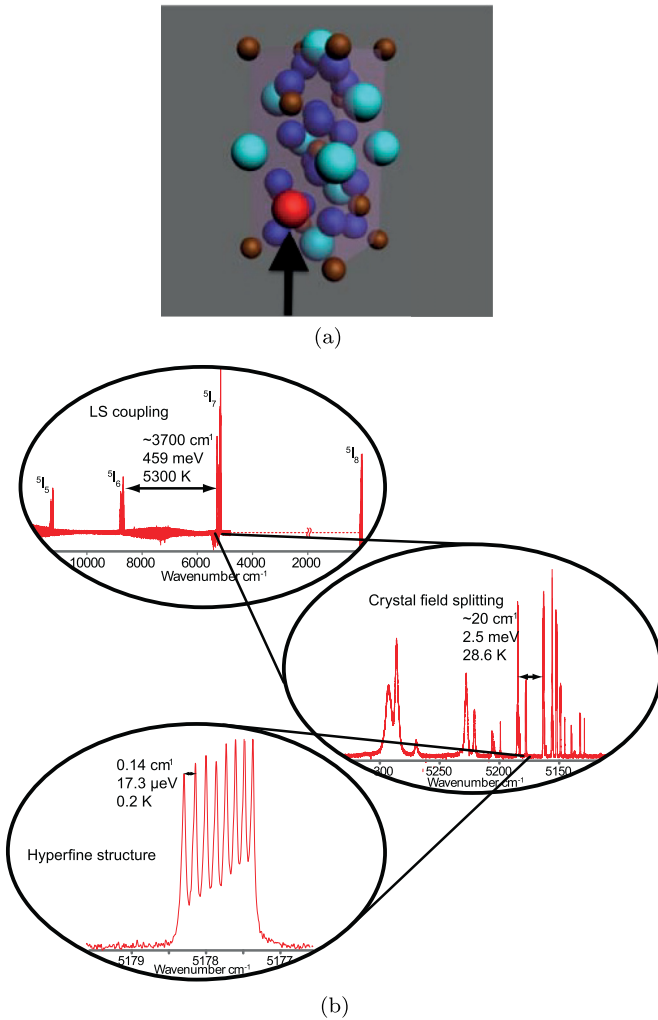 (a)
LS coupling
⁵I₇
~3700 cm⁻¹
459 meV
5300 K
⁵I₅
⁵I₆
⁵I₈
10000 8000 6000 4000 2000
Wavenumber cm⁻¹
Crystal field splitting
~20 cm⁻¹
2.5 meV
28.6 K
300 5250 5200 5150
Wavenumber cm⁻¹
0.14 cm⁻¹
17.3 µeV
0.2 K
Hyperfine structure
5179 5178 5177
Wavenumber cm⁻¹
(b)